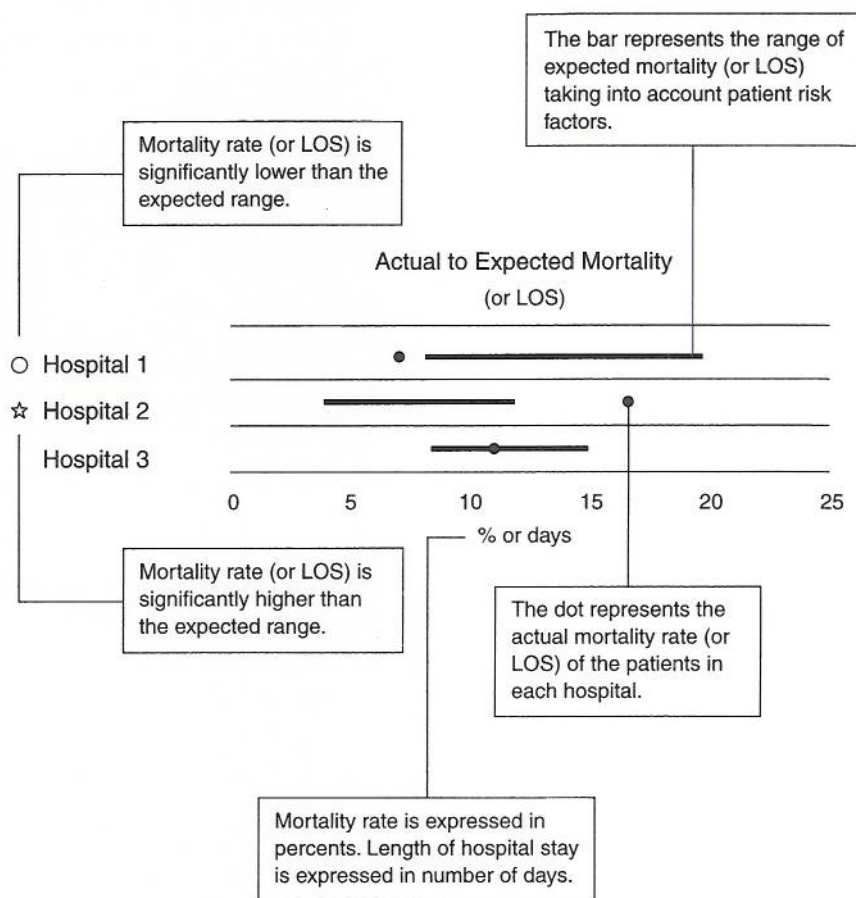 The bar represents the range of
expected mortality (or LOS)
taking into account patient risk
factors.
Mortality rate (or LOS) is
significantly lower than the
expected range.
Actual to Expected Mortality
(or LOS)
Hospital 1
Hospital 2
Hospital 3
0 5 10 15 20 25
% or days
Mortality rate (or LOS) is
significantly higher than
the expected range.
The dot represents the
actual mortality rate (or
LOS) of the patients in
each hospital.
Mortality rate is expressed in
percents. Length of hospital stay
is expressed in number of days.